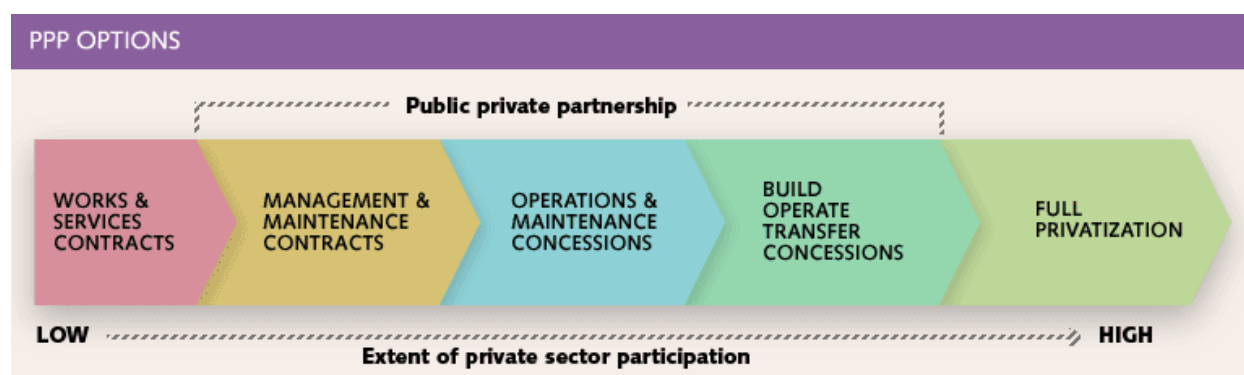 PPP OPTIONS
Public private partnership
WORKS &
SERVICES
CONTRACTS
MANAGEMENT &
MAINTENANCE
CONTRACTS
OPERATIONS &
MAINTENANCE
CONCESSIONS
BUILD
OPERATE
TRANSFER
CONCESSIONS
FULL
PRIVATIZATION
LOW
HIGH
Extent of private sector participation